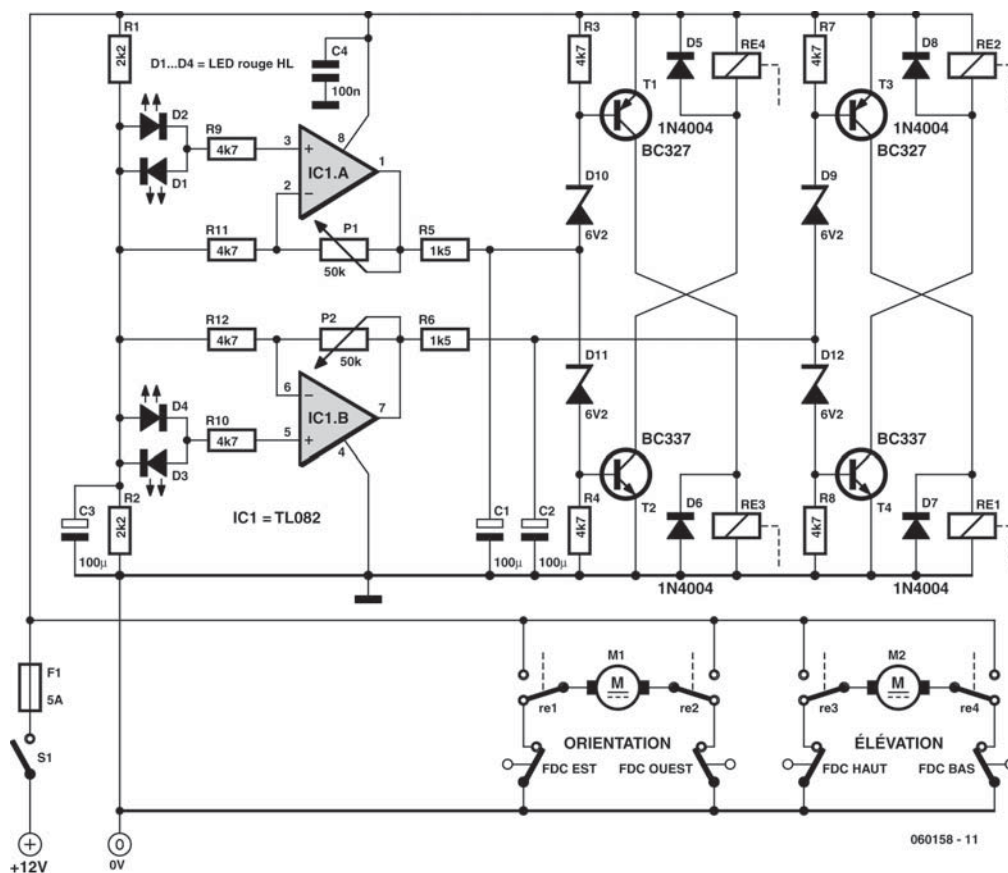 R1
2k2
D1...D4 = LED rouge HL
C4
100n
D2
D1
R9
4k7
3
+
8
IC1.A
1
2
–
R11
4k7
P1
50k
R5
1k5
R12
4k7
P2
50k
R6
1k5
6
–
IC1.B
7
5
+
4
D4
D3
R10
4k7
R2
2k2
C3
100µ
IC1 = TL082
C1
100µ
C2
100µ
R3
4k7
T1
D5
RE4
1N4004
BC327
D10
6V2
D11
6V2
R4
4k7
T2
D6
RE3
1N4004
R7
4k7
T3
D8
RE2
1N4004
BC327
D9
6V2
D12
6V2
BC337
R8
4k7
T4
D7
RE1
1N4004
BC337
F1
5A
S1
+
+12V
0
0V
M1
M
re1
re2
ORIENTATION
FDC EST
FDC OUEST
M2
M
re3
re4
ÉLÉVATION
FDC HAUT
FDC BAS
060158 - 11